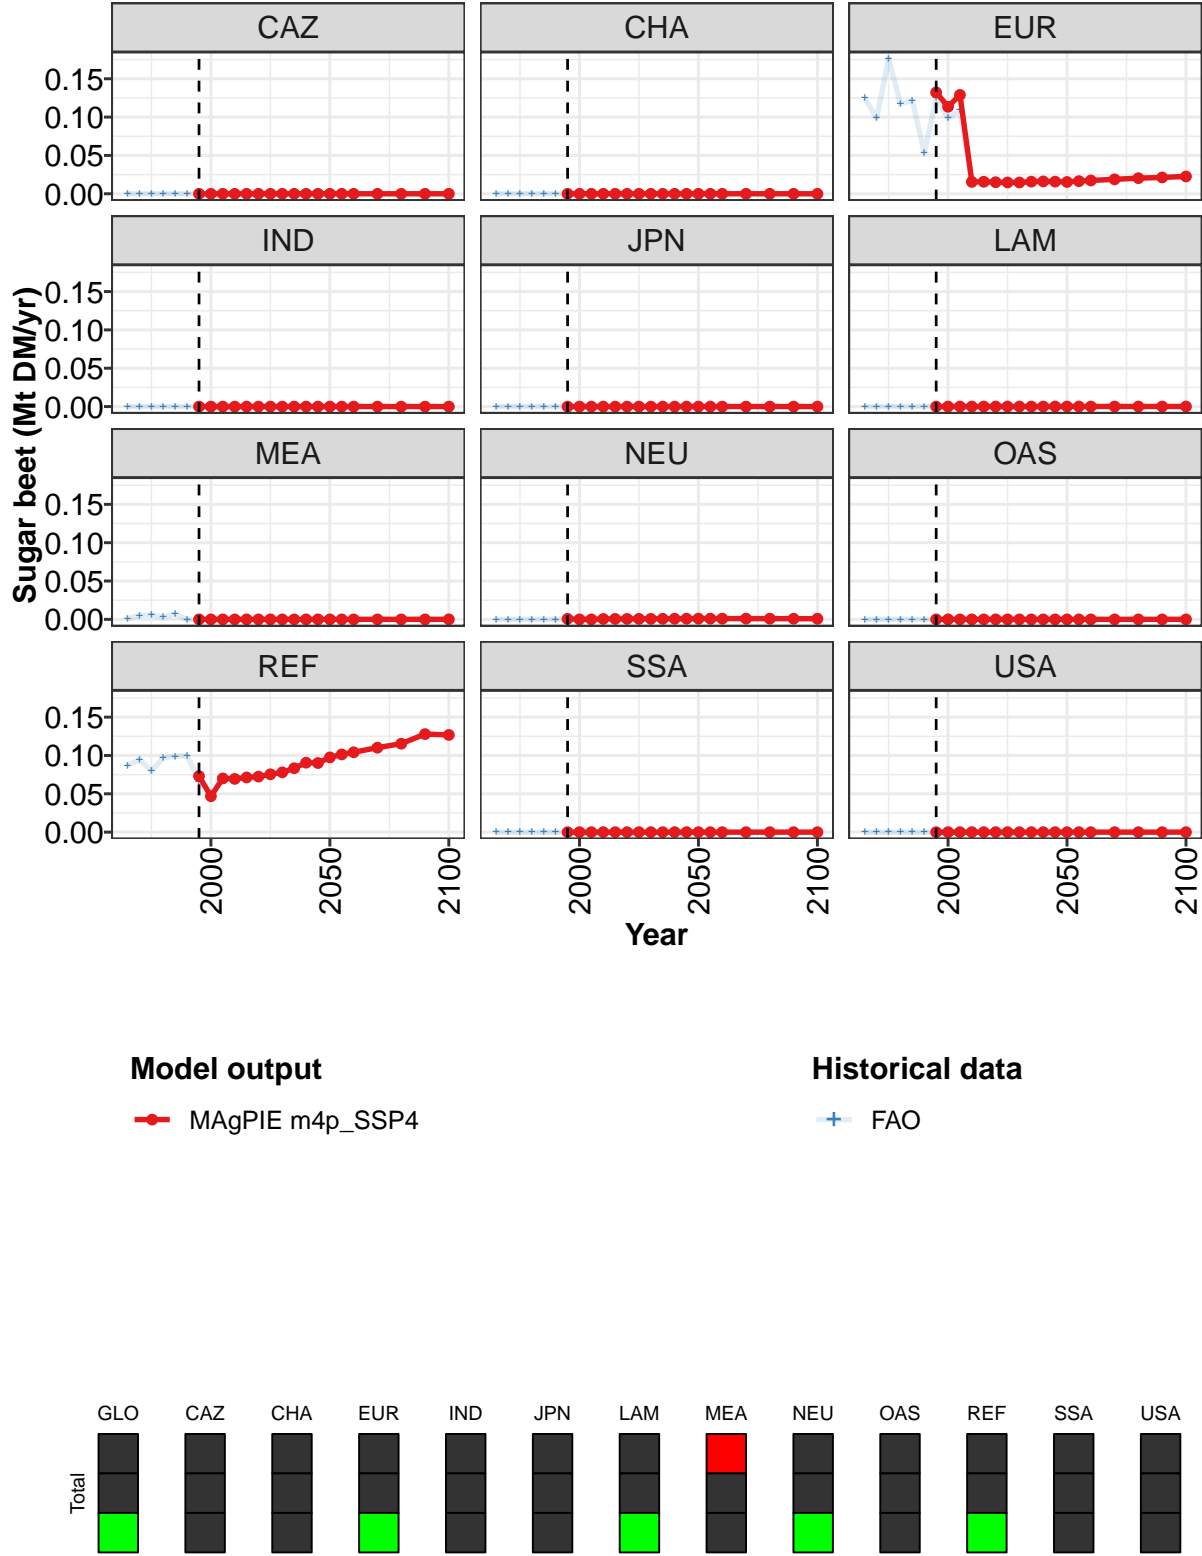 CAZ CHA EUR
0.15
0.10
0.05
0.00
IND JPN LAM
0.15
0.10
0.05
0.00
MEA NEU OAS
0.15
0.10
0.05
0.00
REF SSA USA
0.15
0.10
0.05
0.00
Sugar beet (Mt DM/yr)
2000 2050 2100 2000 2050 2100 2000 2050 2100
Year
Model output Historical data
MAgPIE m4p_SSP4 FAO
GLO CAZ CHA EUR IND JPN LAM MEA NEU OAS REF SSA USA
Total